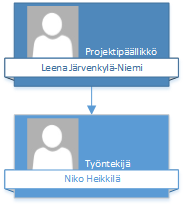 Projektipäällikkö
Leena Järvenkylä-Niemi
Työntekijä
Niko Heikkilä